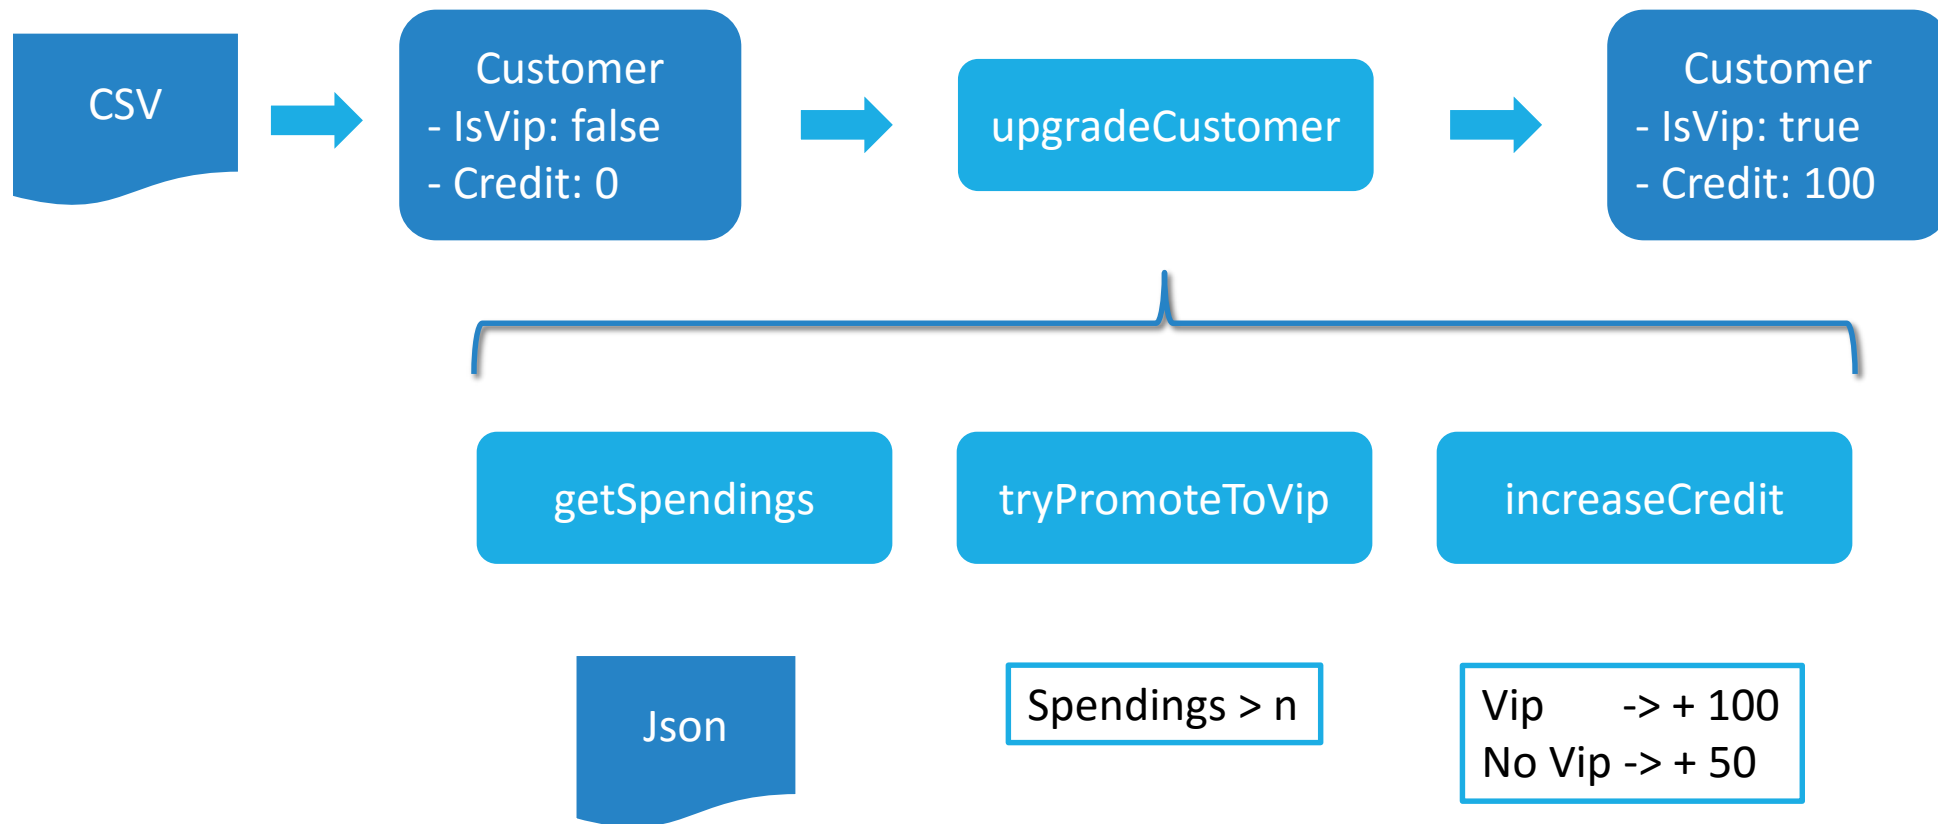 CSV
Customer
- IsVip: false
- Credit: 0
upgradeCustomer
Customer
- IsVip: true
- Credit: 100
getSpendings
tryPromoteToVip
increaseCredit
Json
Spendings > n
Vip -> + 100
No Vip -> + 50